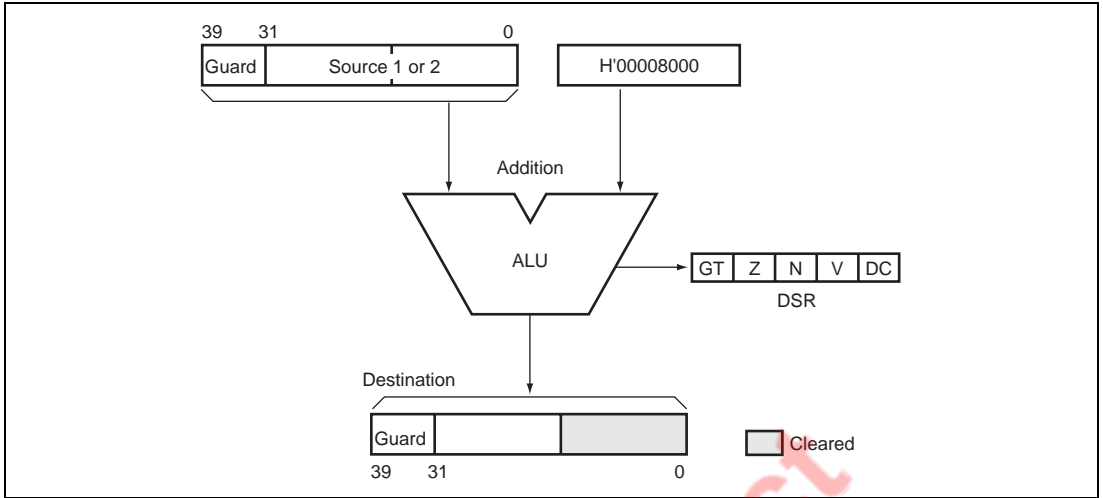 39 31 0
Guard Source 1 or 2 H'00008000
Addition
ALU
GT Z N V DC
DSR
Destination
Guard
Cleared
39 31 0